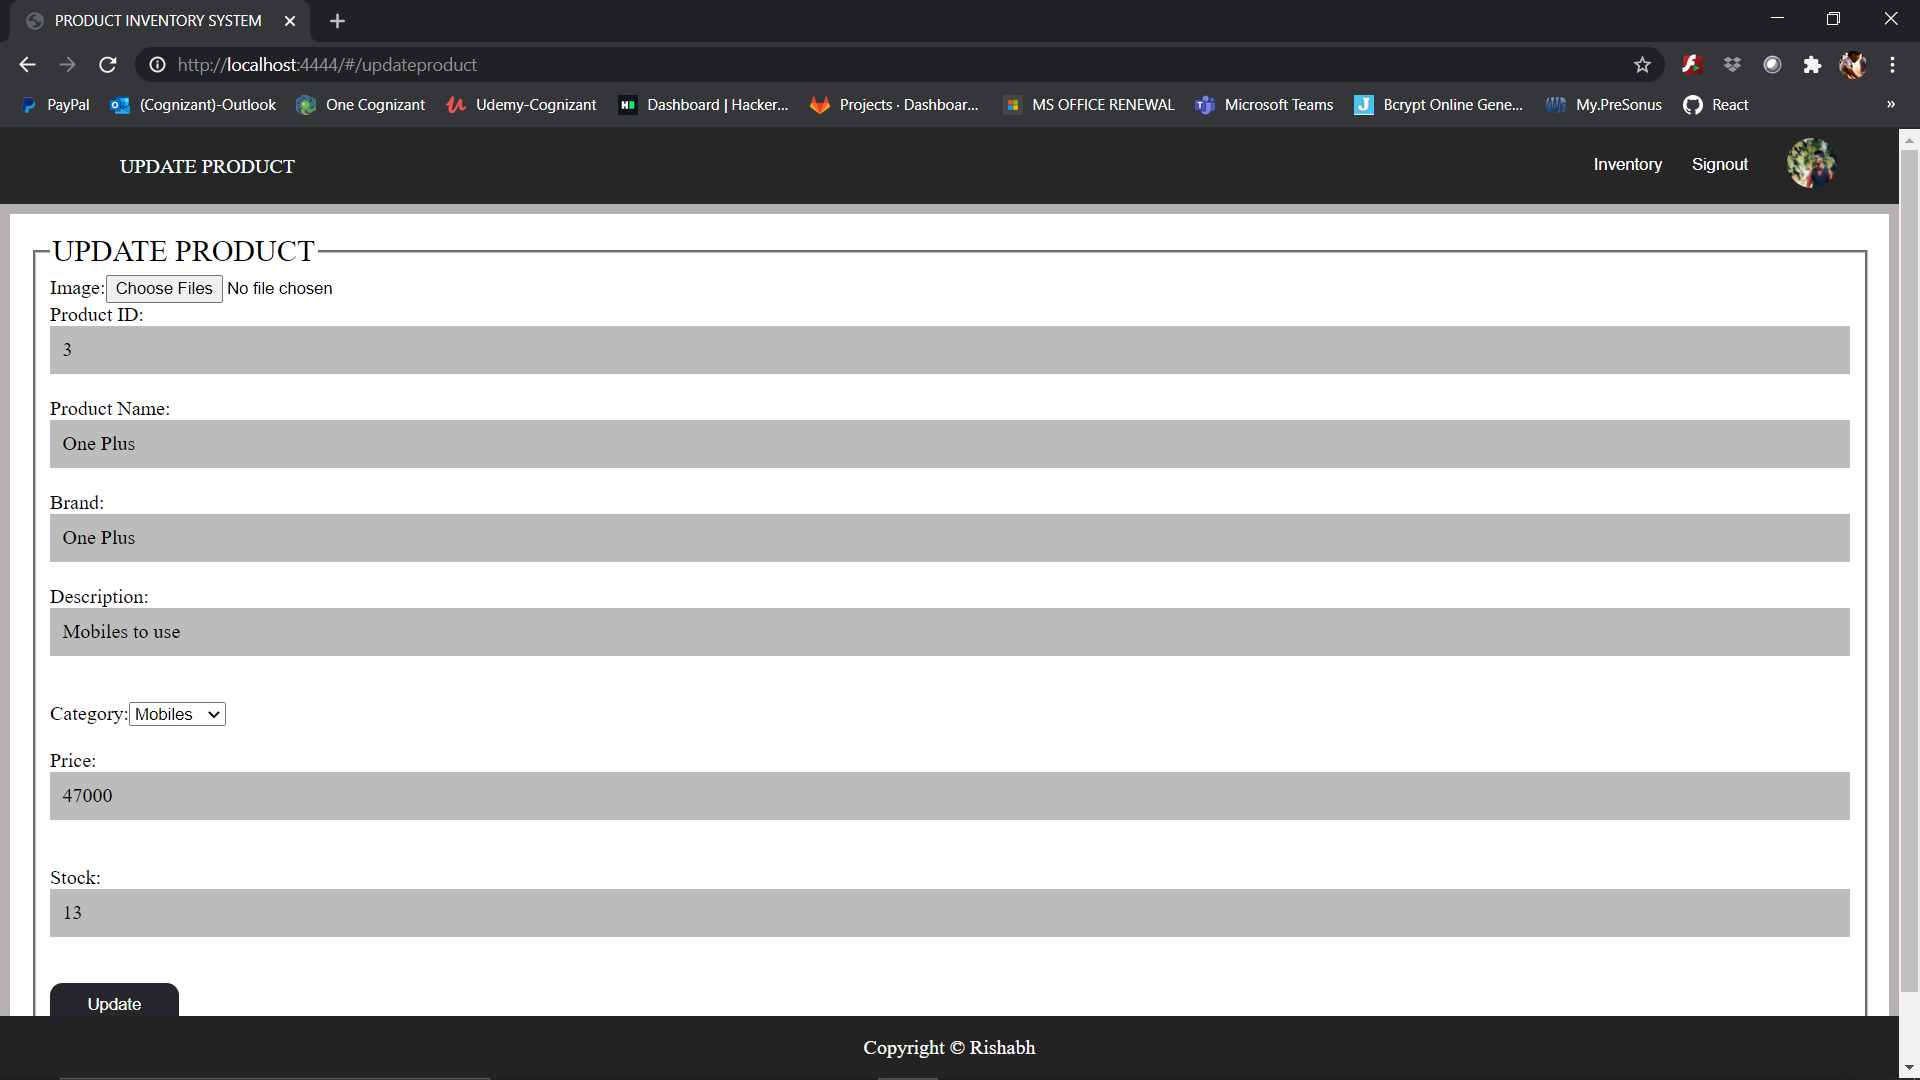 PRODUCT INVENTORY SYSTEM
http://localhost:4444/#/updateproduct
PayPal (Cognizant)-Outlook One Cognizant Udemy-Cognizant Dashboard | Hacker... Projects · Dashboar... MS OFFICE RENEWAL Microsoft Teams Bcrypt Online Gene... My.PreSonus React »
UPDATE PRODUCT Inventory Signout
UPDATE PRODUCT
Image: Choose Files No file chosen
Product ID:
3
Product Name:
One Plus
Brand:
One Plus
Description:
Mobiles to use
Category: Mobiles
Price:
47000
Stock:
13
Update
Copyright © Rishabh